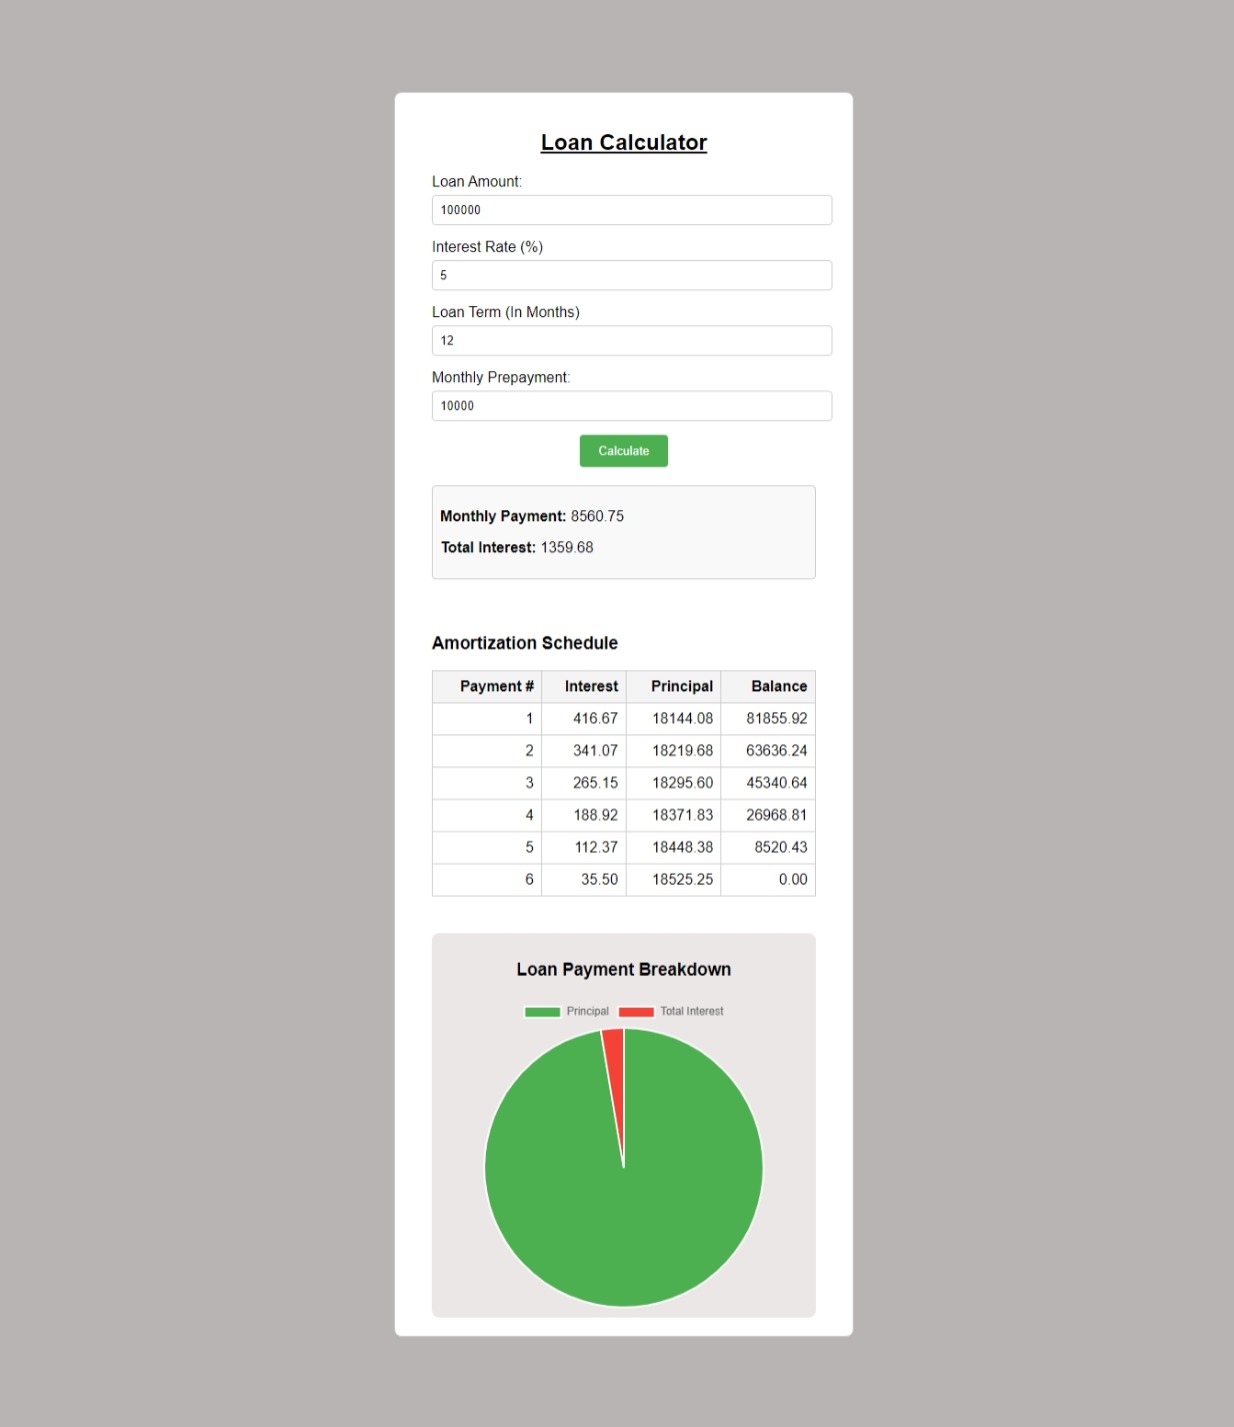 Loan Calculator
Loan Amount:
100000
Interest Rate (%)
5
Loan Term (In Months)
12
Monthly Prepayment:
10000
Calculate
Monthly Payment: 8560.75
Total Interest: 1359.68
Amortization Schedule
Payment # Interest Principal Balance
1 416.67 18144.08 81855.92
2 341.07 18219.68 63636.24
3 265.15 18295.60 45340.64
4 188.92 18371.83 26968.81
5 112.37 18448.38 8520.43
6 35.50 18525.25 0.00
Loan Payment Breakdown
Principal Total Interest